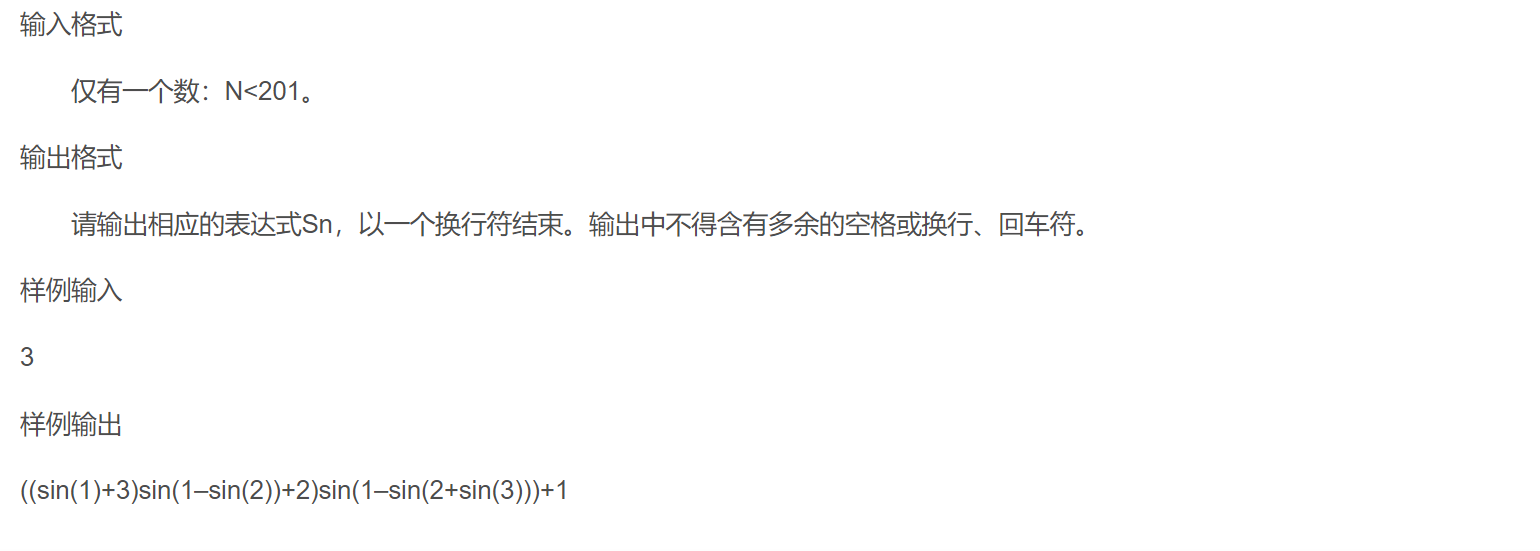 输入格式
仅有一个数：N<201。
输出格式
请输出相应的表达式Sn，以一个换行符结束。输出中不得含有多余的空格或换行、回车符。
样例输入
3
样例输出
((sin(1)+3)sin(1–sin(2))+2)sin(1–sin(2+sin(3)))+1